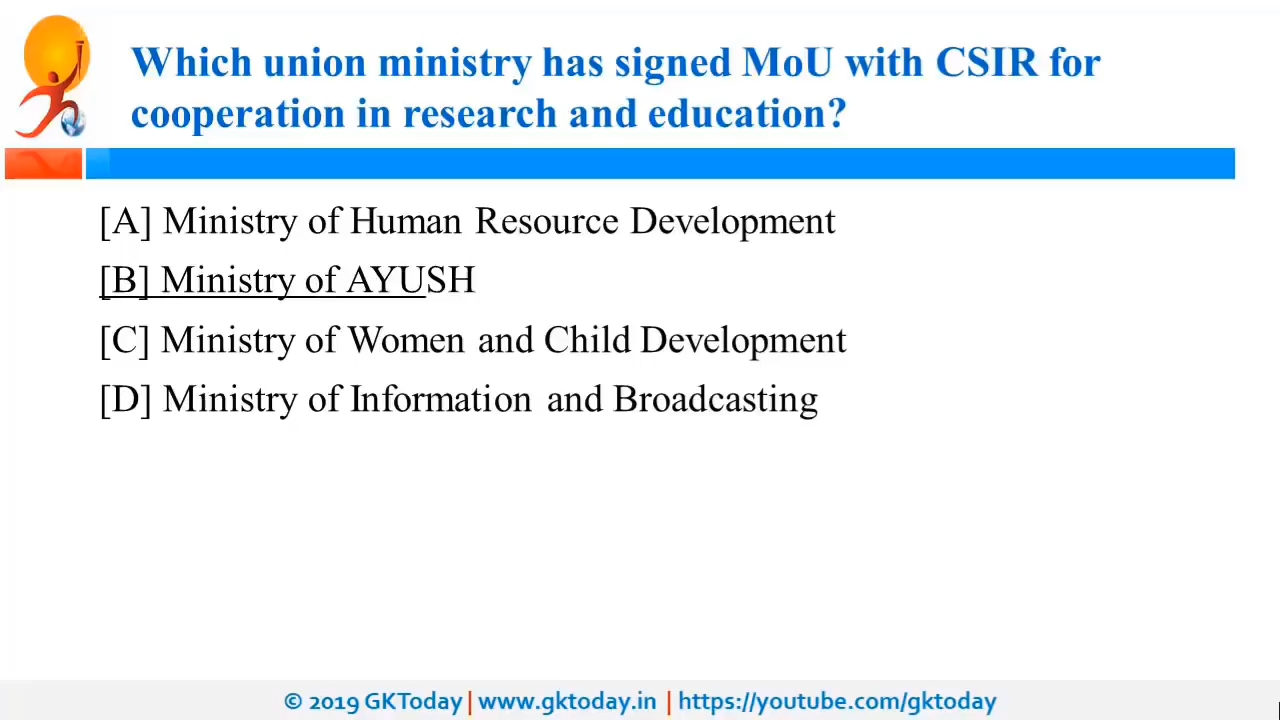 Which union ministry has signed MoU with CSIR for
cooperation in research and education?
[A] Ministry of Human Resource Development
[B] Ministry of AYUSH
[C] Ministry of Women and Child Development
[D] Ministry of Information and Broadcasting
© 2019 GKToday | www.gktoday.in | https://youtube.com/gktoday